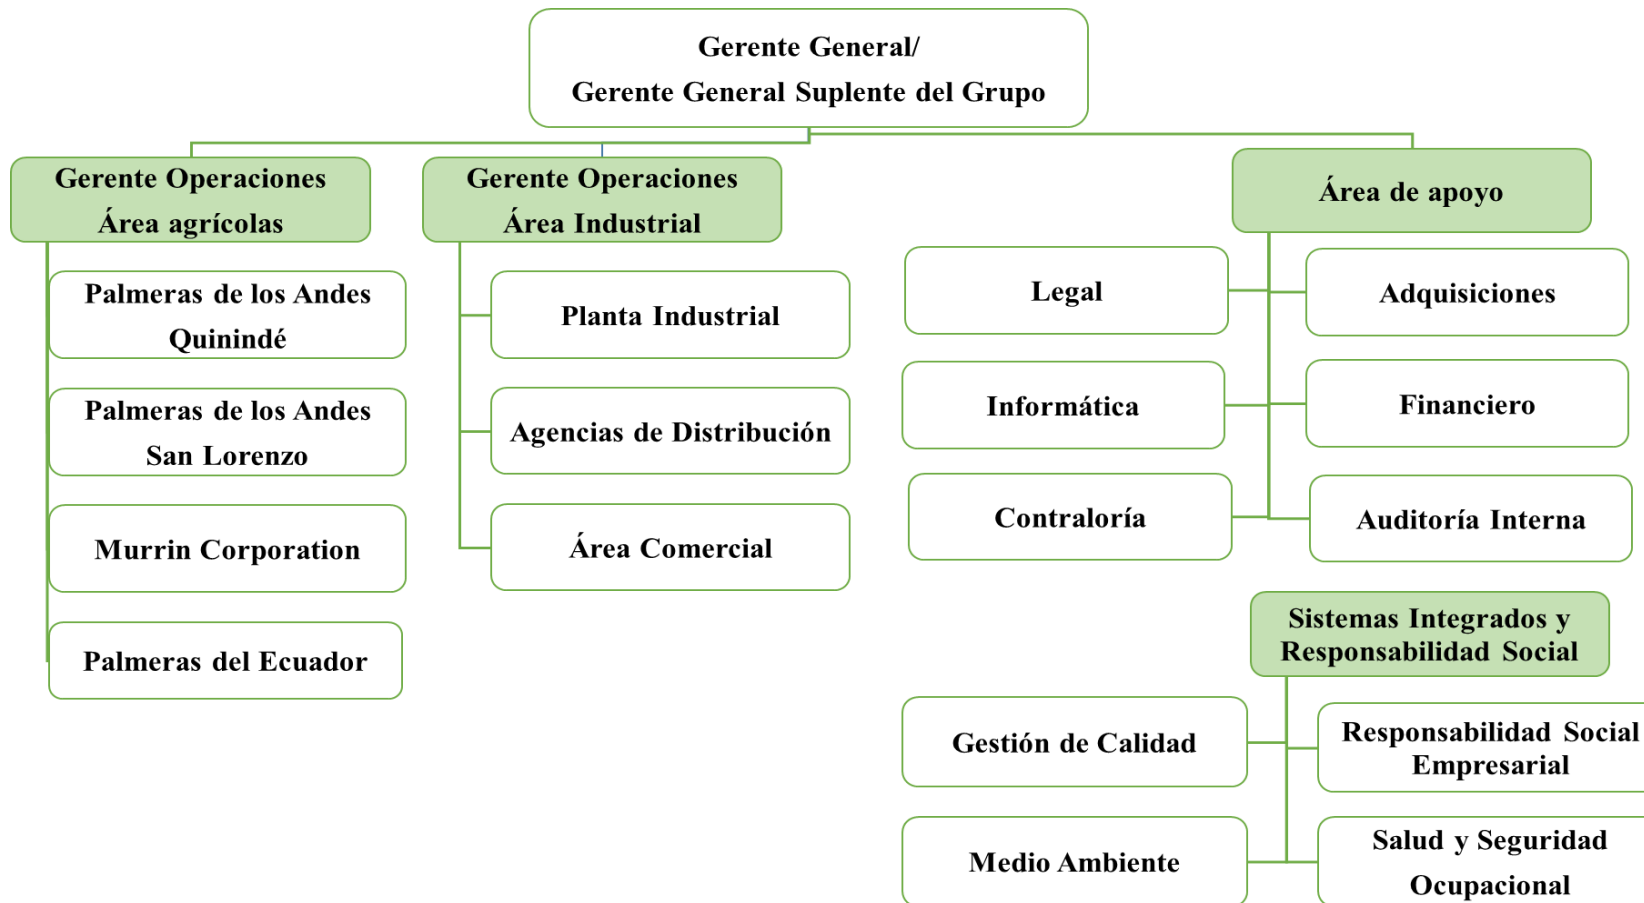 Gerente General/
Gerente General Suplente del Grupo
Gerente Operaciones
Área agrícolas
Palmeras de los Andes
Quinindé
Palmeras de los Andes
San Lorenzo
Murrin Corporation
Palmeras del Ecuador
Gerente Operaciones
Área Industrial
Planta Industrial
Agencias de Distribución
Área Comercial
Área de apoyo
Legal
Adquisiciones
Informática
Financiero
Contraloría
Auditoría Interna
Sistemas Integrados y
Responsabilidad Social
Gestión de Calidad
Responsabilidad Social
Empresarial
Medio Ambiente
Salud y Seguridad
Ocupacional